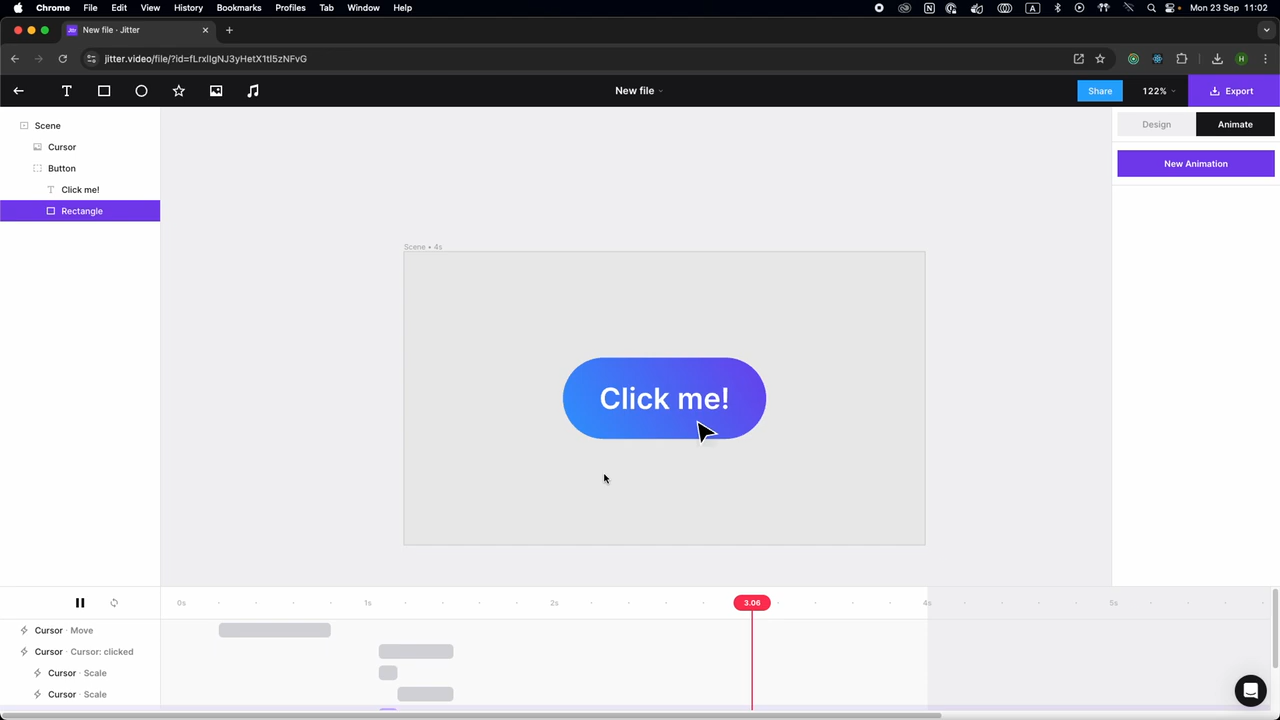 Chrome File Edit View History Bookmarks Profiles Tab Window Help Mon 23 Sep 11:02
New file · Jitter
jitter.video/file/?id=fLrxlIgNJ3yHetX1tI5zNFvG
New file Share 122% Export
Scene
Cursor
Button
Click me!
Rectangle
Design Animate
New Animation
Scene • 4s
Click me!
0s 1s 2s 3.06 4s 5s
Cursor · Move
Cursor · Cursor: clicked
Cursor · Scale
Cursor · Scale